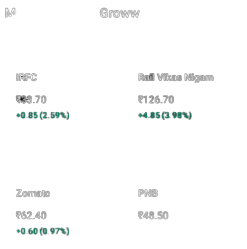 M Groww
IRFC Rail Vikas Nigam
₹126.70
+0.85 (2.59%) +4.85 (3.98%)
Zomato PNB
₹62.40 ₹48.50
+0.60 (0.97%)